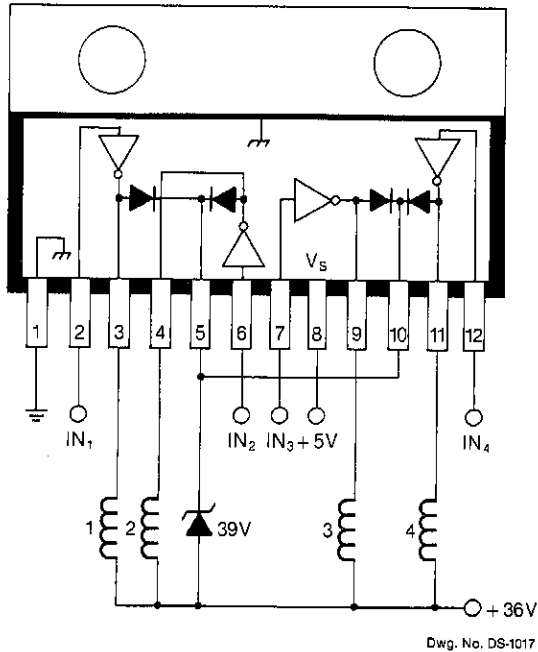 V_S
1 2 3 4 5 6 7 8 9 10 11 12
IN₁ IN₂ IN₃ +5V IN₄
1 2 39V 3 4
+36V
Dwg. No. DS-1017